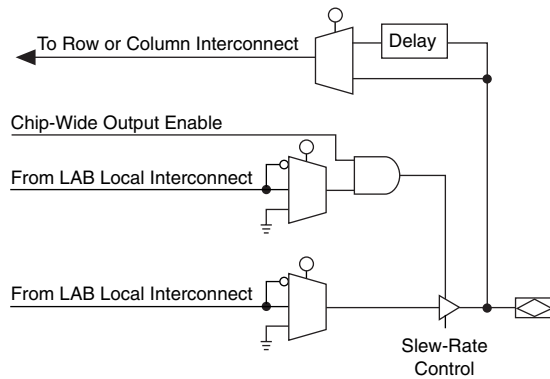 To Row or Column Interconnect
Delay
Chip-Wide Output Enable
From LAB Local Interconnect
From LAB Local Interconnect
Slew-Rate
Control